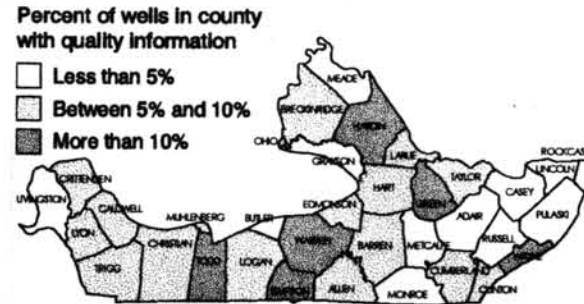 Percent of wells in county
with quality information
Less than 5%
Between 5% and 10%
More than 10%
MEADE
BRECKINRIDGE
HARDIN
OHIO
GRAYSON
LARUE
ROCKCAS
LINCOLN
TAYLOR
CASEY
HART
GREEN
CRITTENDEN
LIVINGSTON
CALDWELL
MUHLENBERG
BUTLER
EDMONSON
ADAIR
PULASKI
LYON
WARREN
BARREN
METCALFE
RUSSELL
WAYNE
TRIGG
CHRISTIAN
TODD
LOGAN
SIMPSON
ALLEN
MONROE
CUMBERLAND
CLINTON